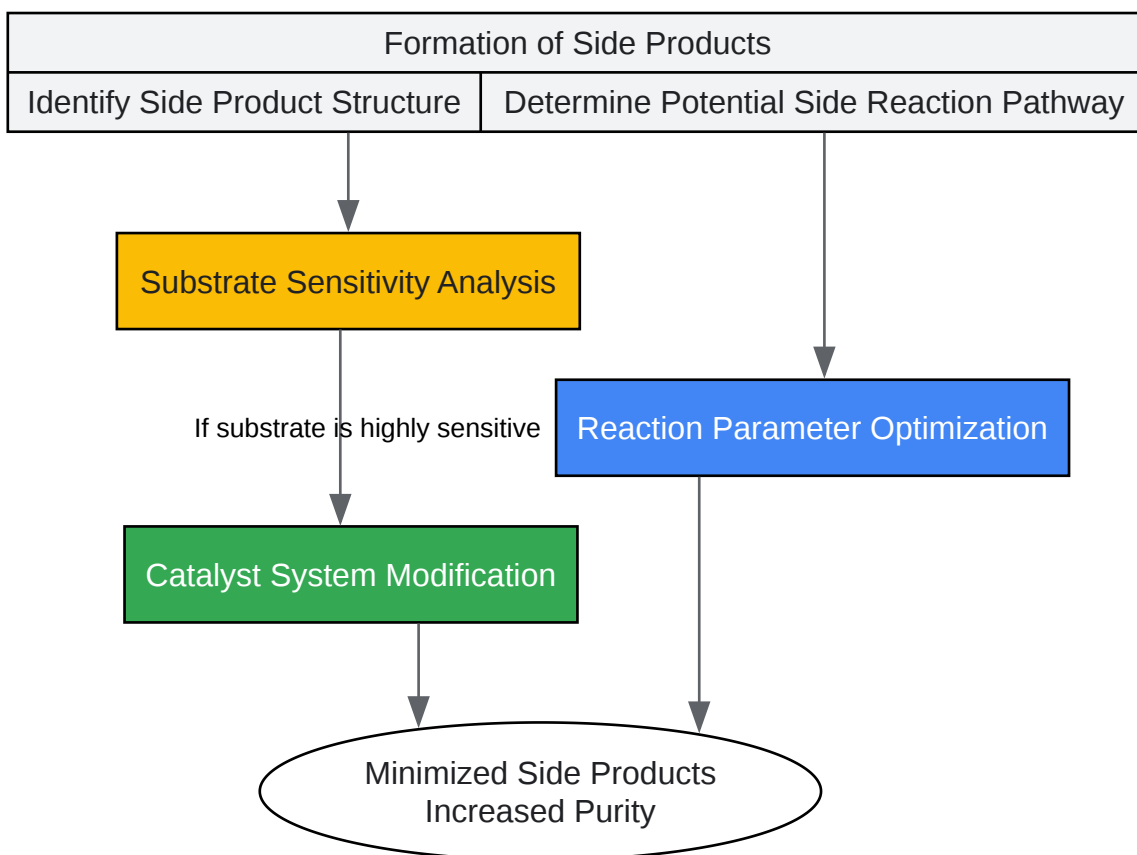 Formation of Side Products
Identify Side Product Structure
Determine Potential Side Reaction Pathway
Substrate Sensitivity Analysis
If substrate is highly sensitive
Reaction Parameter Optimization
Catalyst System Modification
Minimized Side Products
Increased Purity